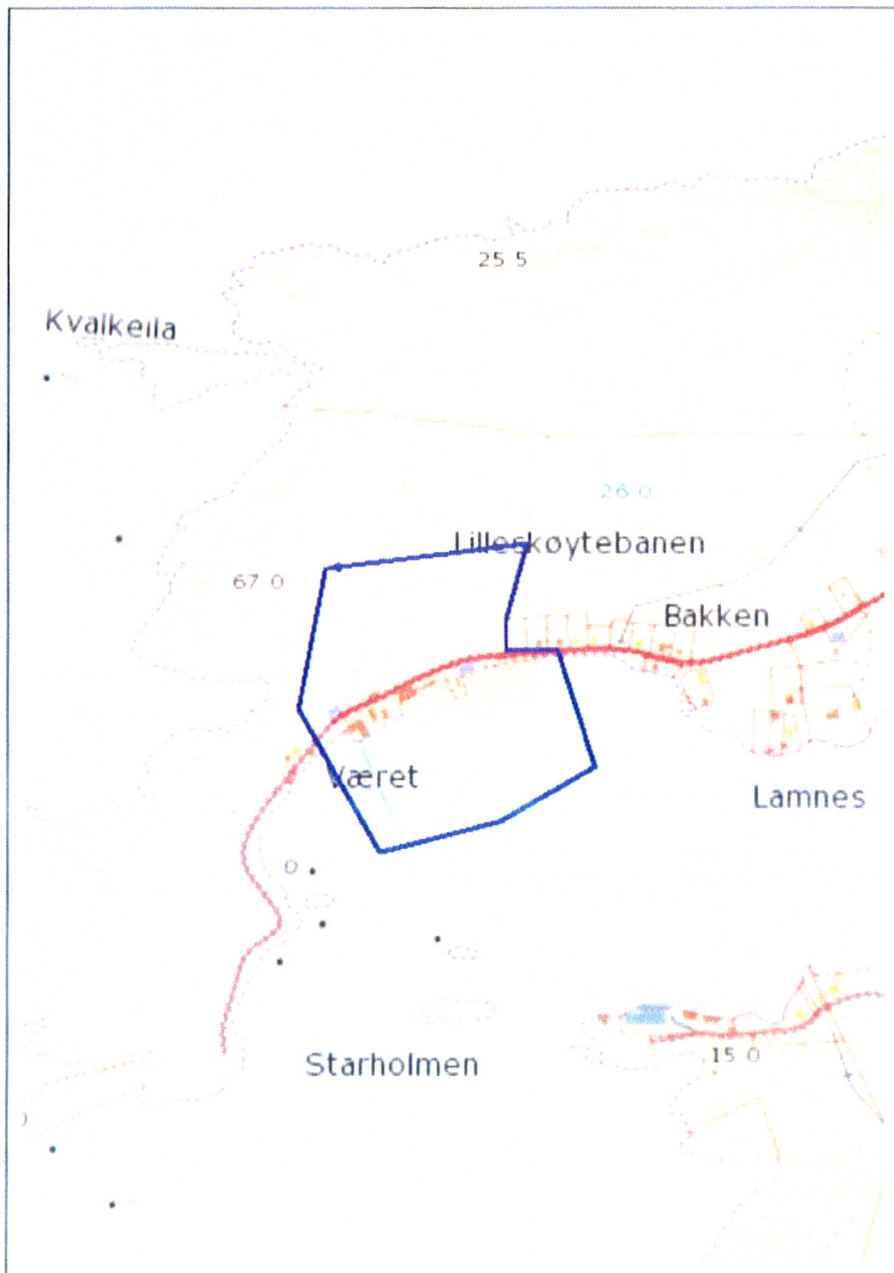 25 5
Kvalkeila
26 0
Lilleskøytebanen
67 0
Bakken
Været
Lamnes
0
15 0
Starholmen
)